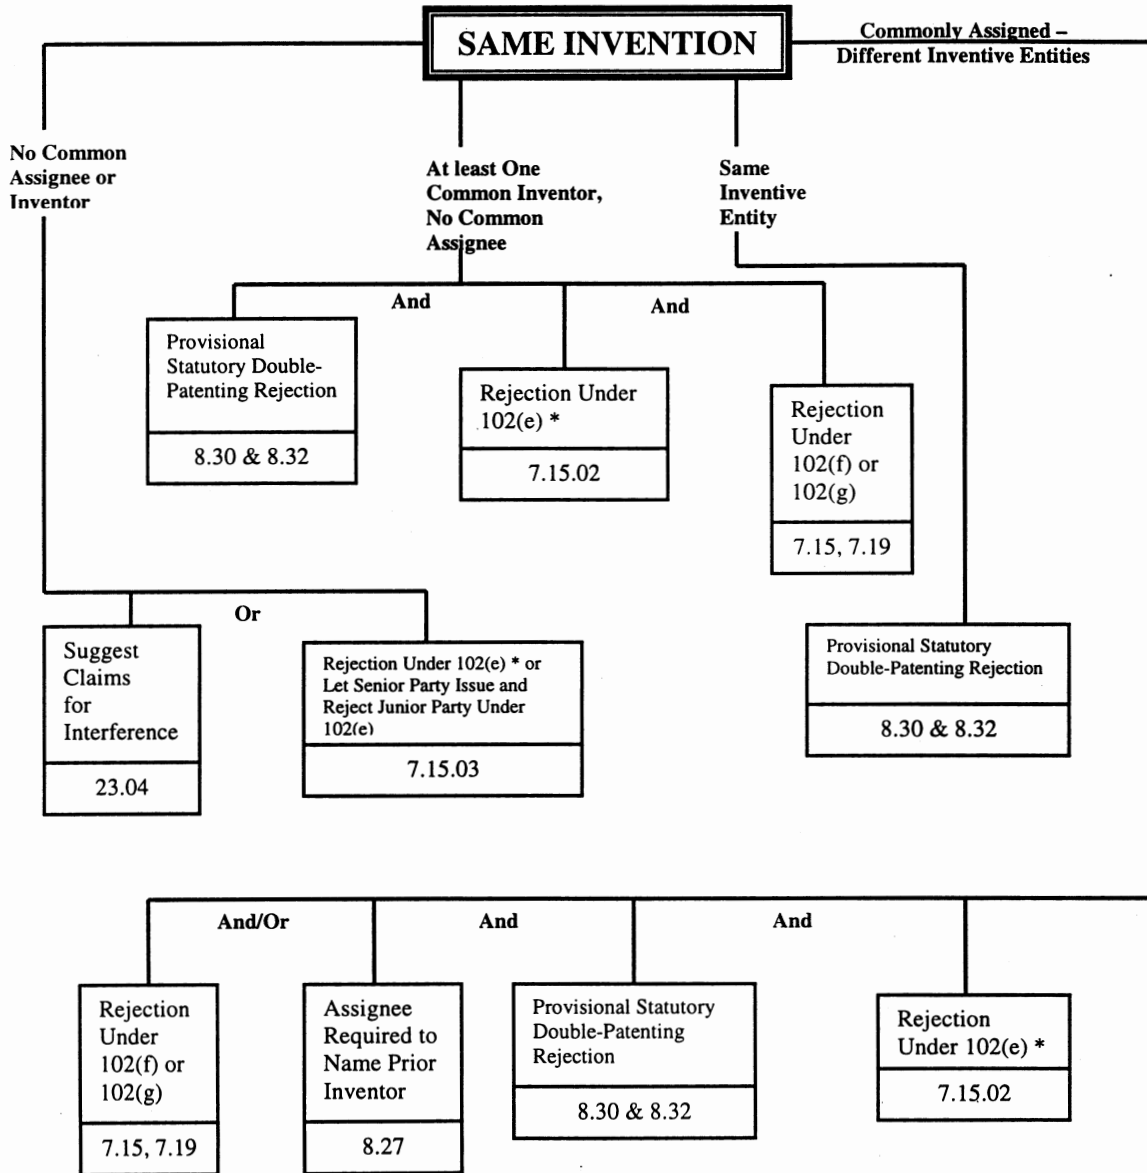 SAME INVENTION
Commonly Assigned –
Different Inventive Entities
No Common
Assignee or
Inventor
At least One
Common Inventor,
No Common
Assignee
Same
Inventive
Entity
And
And
Provisional
Statutory Double-
Patenting Rejection
8.30 & 8.32
Rejection Under
102(e) *
7.15.02
Rejection
Under
102(f) or
102(g)
7.15, 7.19
Or
Suggest
Claims
for
Interference
23.04
Rejection Under 102(e) * or
Let Senior Party Issue and
Reject Junior Party Under
102(e)
7.15.03
Provisional Statutory
Double-Patenting Rejection
8.30 & 8.32
And/Or
And
And
Rejection
Under
102(f) or
102(g)
7.15, 7.19
Assignee
Required to
Name Prior
Inventor
8.27
Provisional Statutory
Double-Patenting
Rejection
8.30 & 8.32
Rejection
Under 102(e) *
7.15.02